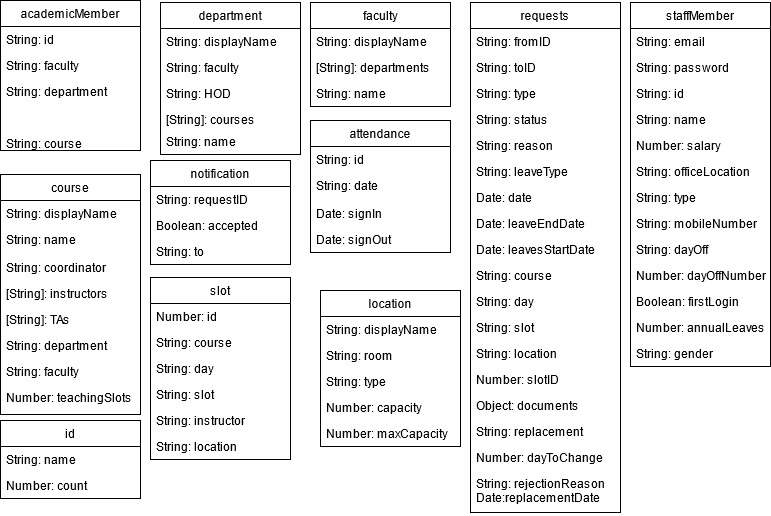 academicMember
String: id
String: faculty
String: department
String: course
department
String: displayName
String: faculty
String: HOD
[String]: courses
String: name
faculty
String: displayName
[String]: departments
String: name
requests
String: fromID
String: toID
String: type
String: status
String: reason
String: leaveType
Date: date
Date: leaveEndDate
Date: leavesStartDate
String: course
String: day
String: slot
String: location
Number: slotID
Object: documents
String: replacement
Number: dayToChange
String: rejectionReason
Date:replacementDate
staffMember
String: email
String: password
String: id
String: name
Number: salary
String: officeLocation
String: type
String: mobileNumber
String: dayOff
Number: dayOffNumber
Boolean: firstLogin
Number: annualLeaves
String: gender
attendance
String: id
String: date
Date: signIn
Date: signOut
notification
String: requestID
Boolean: accepted
String: to
course
String: displayName
String: name
String: coordinator
[String]: instructors
[String]: TAs
String: department
String: faculty
Number: teachingSlots
slot
Number: id
String: course
String: day
String: slot
String: instructor
String: location
location
String: displayName
String: room
String: type
Number: capacity
Number: maxCapacity
id
String: name
Number: count